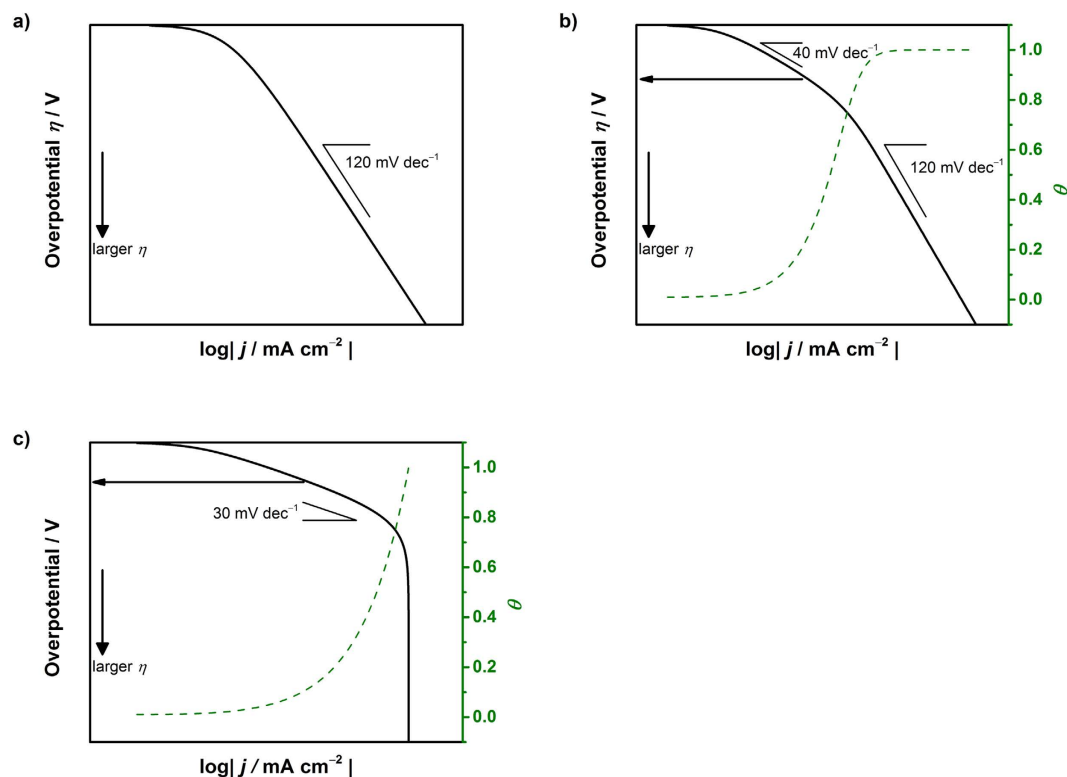 a)
Overpotential η / V
120 mV dec⁻¹
larger η
log| j / mA cm⁻² |
b)
Overpotential η / V
40 mV dec⁻¹
120 mV dec⁻¹
larger η
1.0
0.8
0.6
0.4
0.2
0.0
θ
log| j / mA cm⁻² |
c)
Overpotential / V
30 mV dec⁻¹
larger η
1.0
0.8
0.6
0.4
0.2
0.0
θ
log| j / mA cm⁻² |